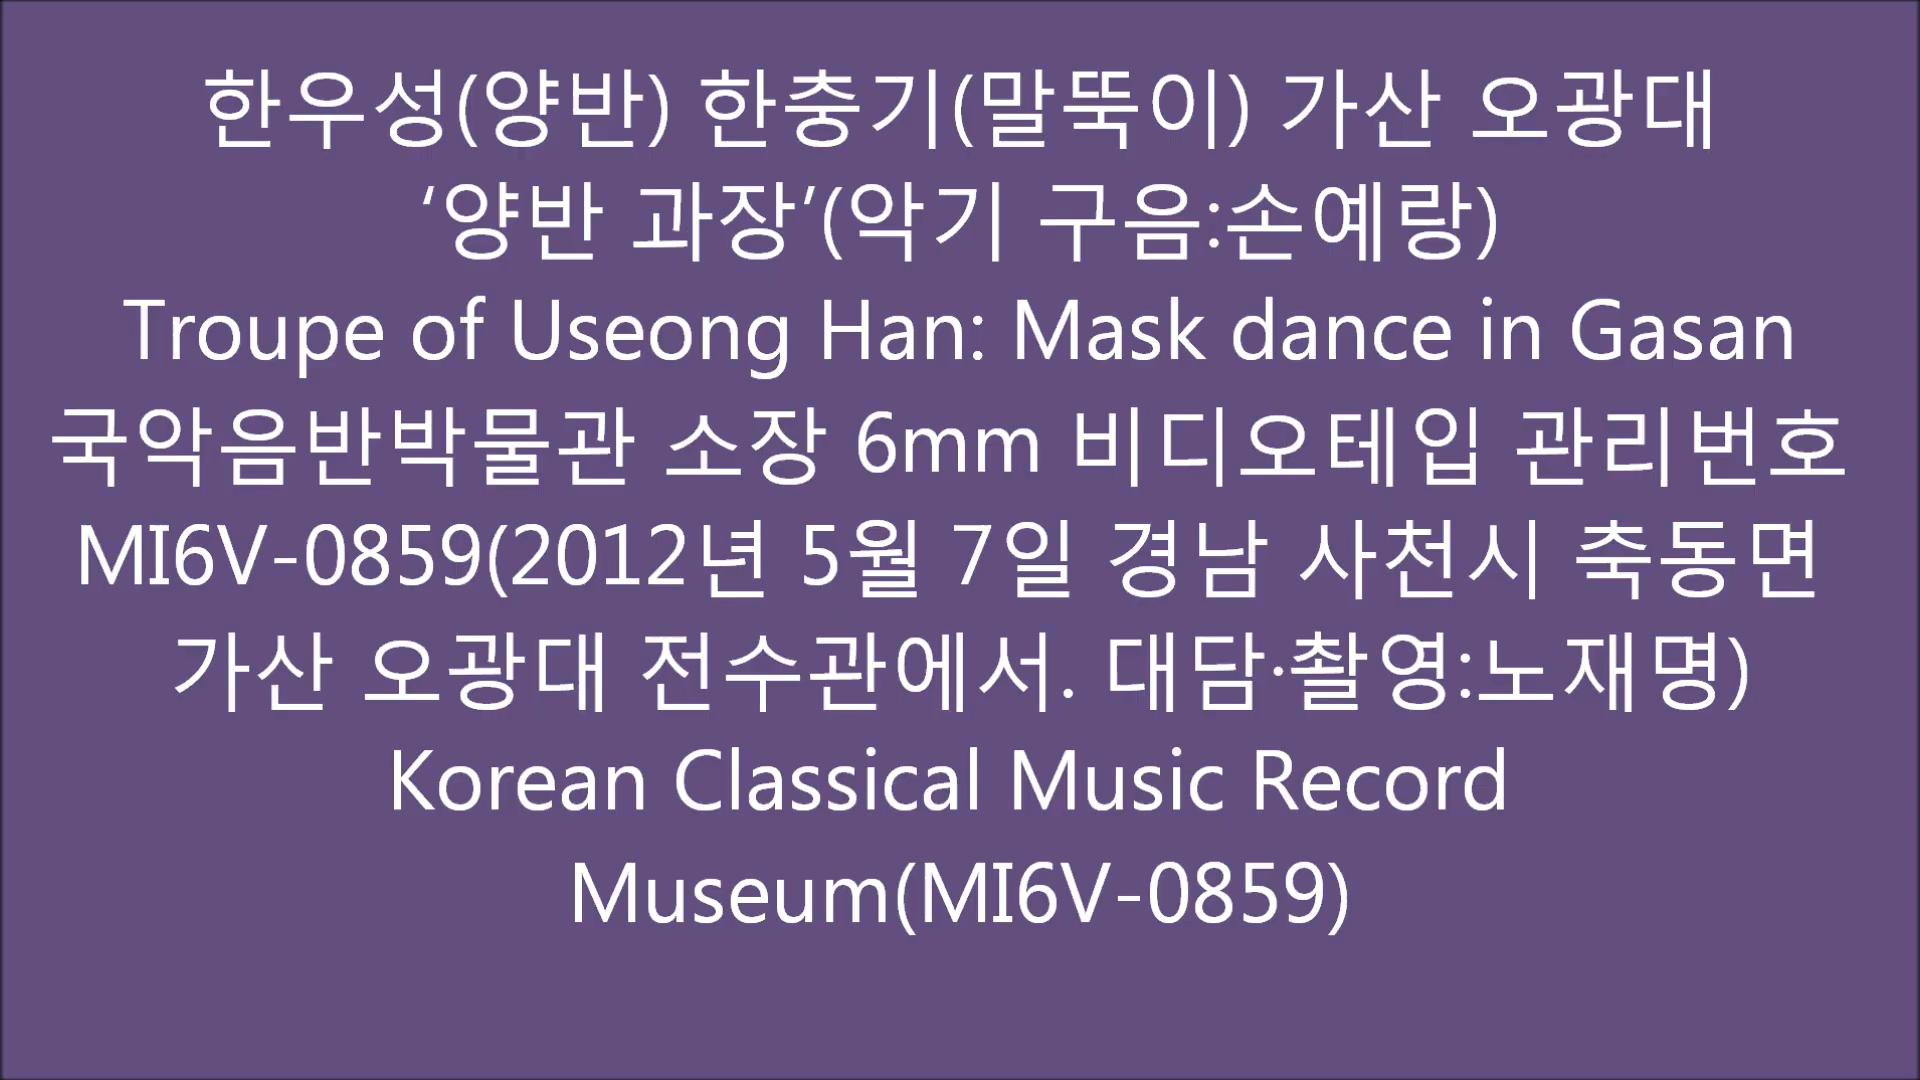 한우성(양반) 한충기(말뚝이) 가산 오광대
‘양반 과장’(악기 구음:손예랑)
Troupe of Useong Han: Mask dance in Gasan
국악음반박물관 소장 6mm 비디오테입 관리번호
MI6V-0859(2012년 5월 7일 경남 사천시 축동면
가산 오광대 전수관에서. 대담·촬영:노재명)
Korean Classical Music Record
Museum(MI6V-0859)